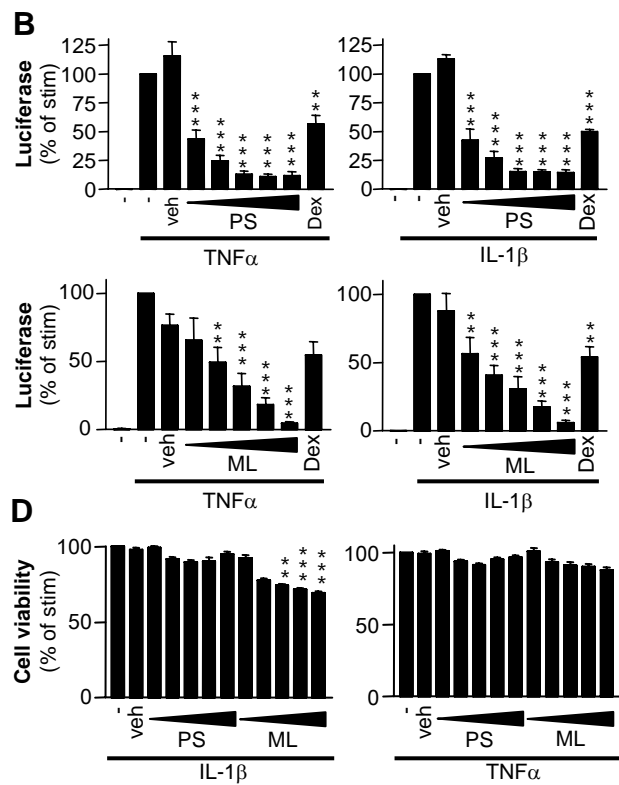 B
Luciferase
(% of stim)
125
100
75
50
25
0
***
***
***
***
***
**
-
-
veh
PS
Dex
TNFα
125
100
75
50
25
0
***
***
***
***
***
***
-
-
veh
PS
Dex
IL-1β
Luciferase
(% of stim)
100
50
0
**
***
***
***
-
-
veh
ML
Dex
TNFα
100
50
0
**
***
***
***
***
**
-
-
veh
ML
Dex
IL-1β
D
Cell viability
(% of stim)
100
50
0
**
***
***
-
veh
PS
ML
IL-1β
100
50
0
-
veh
PS
ML
TNFα